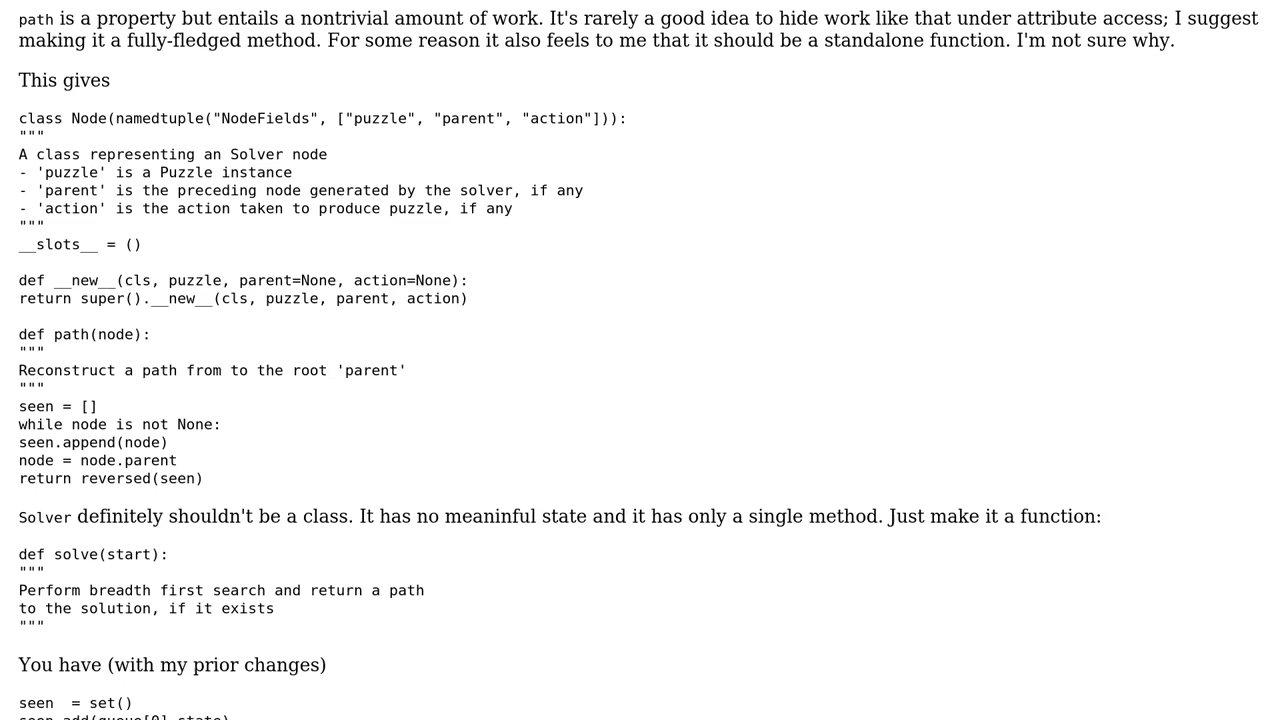 path is a property but entails a nontrivial amount of work. It's rarely a good idea to hide work like that under attribute access; I suggest
making it a fully-fledged method. For some reason it also feels to me that it should be a standalone function. I'm not sure why.
This gives
class Node(namedtuple("NodeFields", ["puzzle", "parent", "action"])):
"""
A class representing an Solver node
- 'puzzle' is a Puzzle instance
- 'parent' is the preceding node generated by the solver, if any
- 'action' is the action taken to produce puzzle, if any
"""
__slots__ = ()
def __new__(cls, puzzle, parent=None, action=None):
return super().__new__(cls, puzzle, parent, action)
def path(node):
"""
Reconstruct a path from to the root 'parent'
"""
seen = []
while node is not None:
seen.append(node)
node = node.parent
return reversed(seen)
Solver definitely shouldn't be a class. It has no meaninful state and it has only a single method. Just make it a function:
def solve(start):
"""
Perform breadth first search and return a path
to the solution, if it exists
"""
You have (with my prior changes)
seen  = set()
seen.add(queue[0].state)